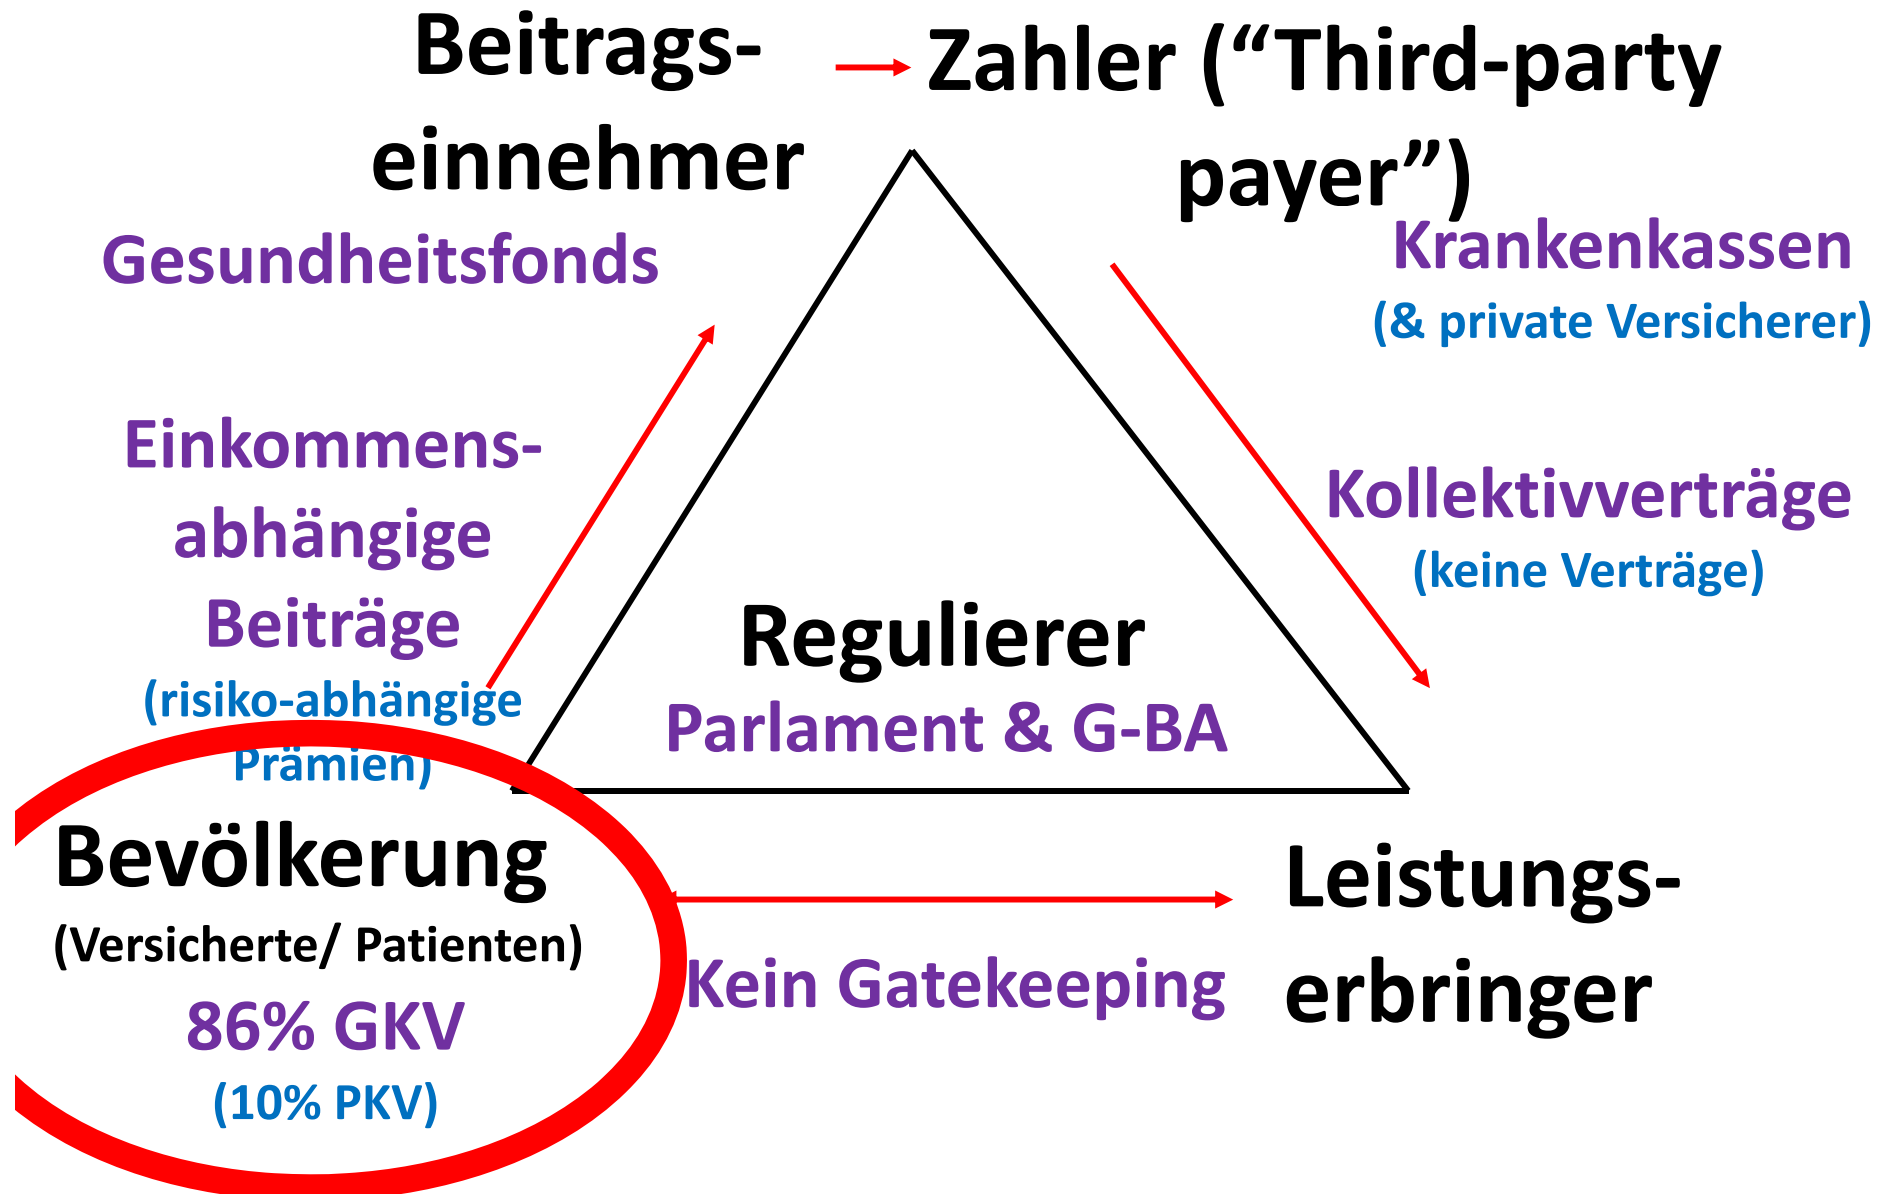 Beitrags-
einnehmer
Zahler (“Third-party
payer”)
Gesundheitsfonds
Krankenkassen
(& private Versicherer)
Einkommens-
abhängige
Beiträge
(risiko-abhängige
Prämien)
Kollektivverträge
(keine Verträge)
Regulierer
Parlament & G-BA
Bevölkerung
(Versicherte/ Patienten)
86% GKV
(10% PKV)
Kein Gatekeeping
Leistungs-
erbringer